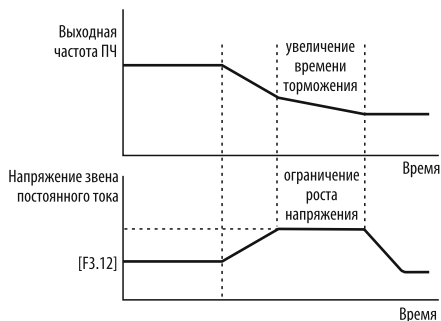 Выходная
частота ПЧ
увеличение
времени
торможения
Время
Напряжение звена
постоянного тока
ограничение
роста
напряжения
[F3.12]
Время